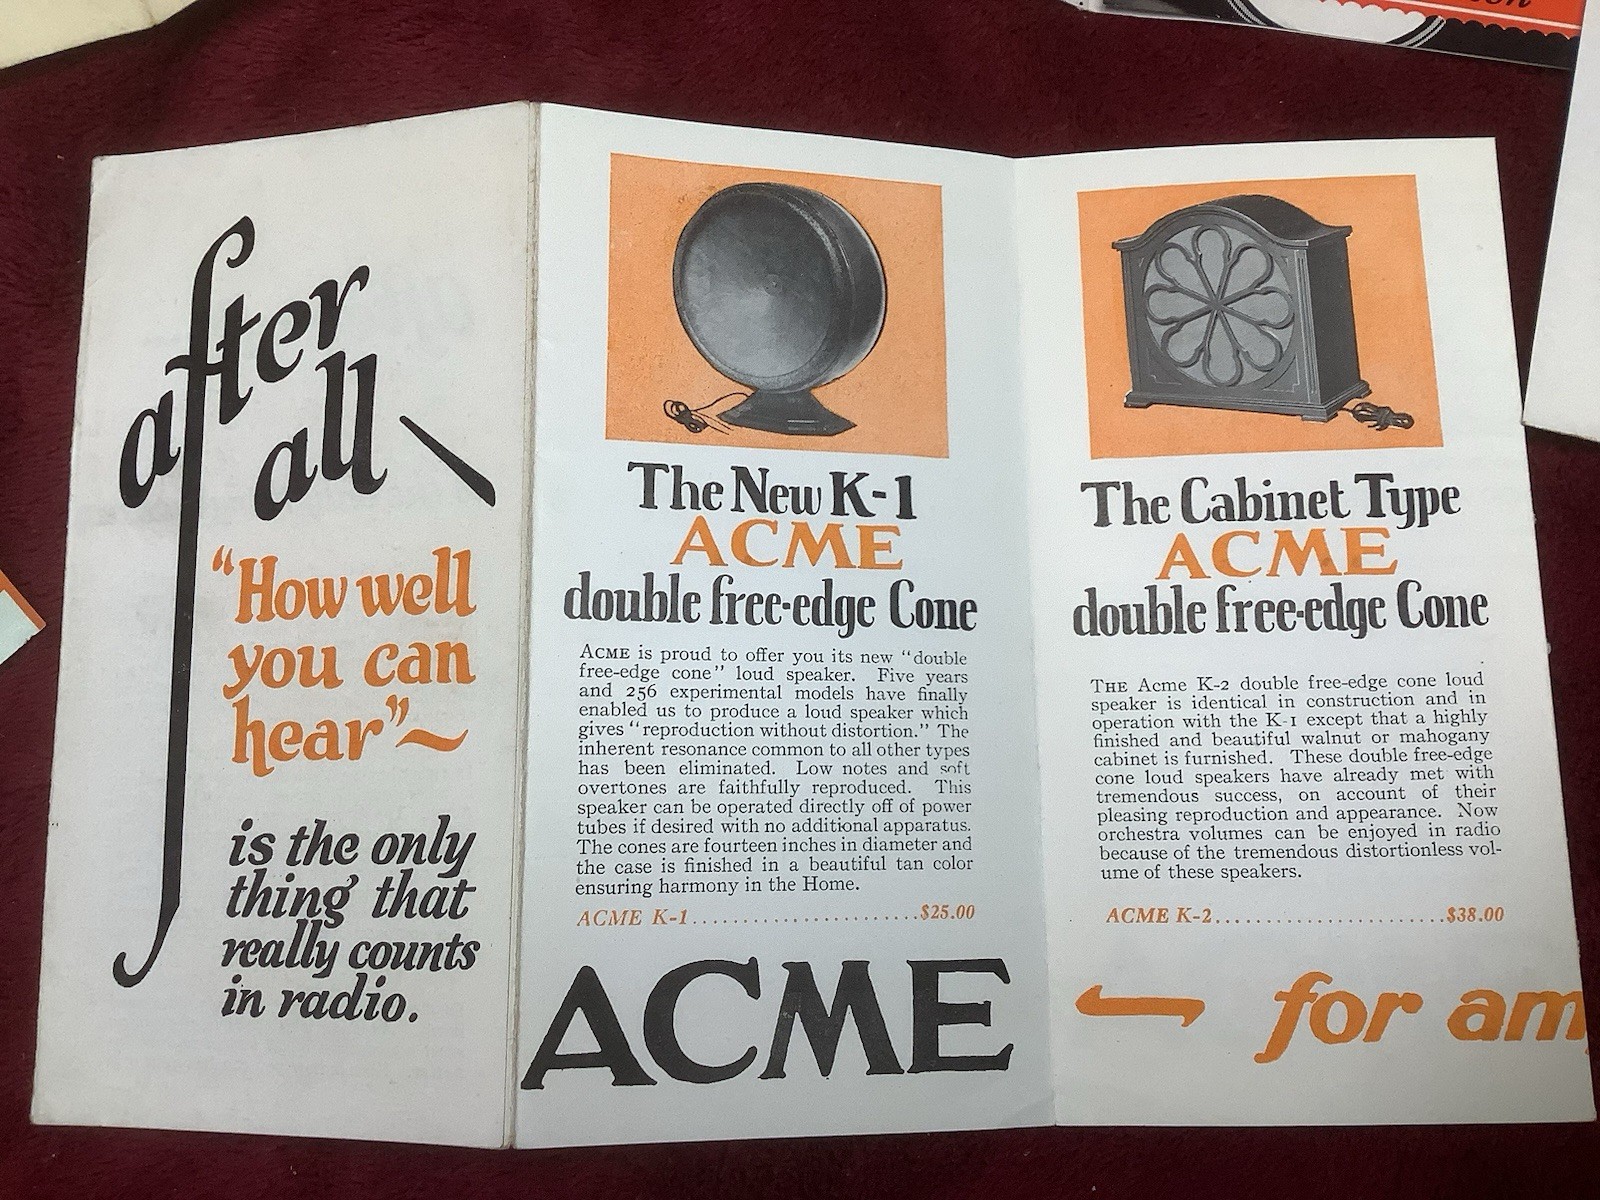 after
all
"How well
you can
hear"~
is the only
thing that
really counts
in radio.
The New K-1
ACME
double free-edge Cone
ACME is proud to offer you its new "double
free-edge cone" loud speaker. Five years
and 256 experimental models have finally
enabled us to produce a loud speaker which
gives "reproduction without distortion." The
inherent resonance common to all other types
has been eliminated. Low notes and soft
overtones are faithfully reproduced. This
speaker can be operated directly off of power
tubes if desired with no additional apparatus.
The cones are fourteen inches in diameter and
the case is finished in a beautiful tan color
ensuring harmony in the Home.
ACME K-1........................$25.00
ACME
The Cabinet Type
ACME
double free-edge Cone
THE Acme K-2 double free-edge cone loud
speaker is identical in construction and in
operation with the K-1 except that a highly
finished and beautiful walnut or mahogany
cabinet is furnished. These double free-edge
cone loud speakers have already met with
tremendous success, on account of their
pleasing reproduction and appearance. Now
orchestra volumes can be enjoyed in radio
because of the tremendous distortionless vol-
ume of these speakers.
ACME K-2........................$38.00
for am